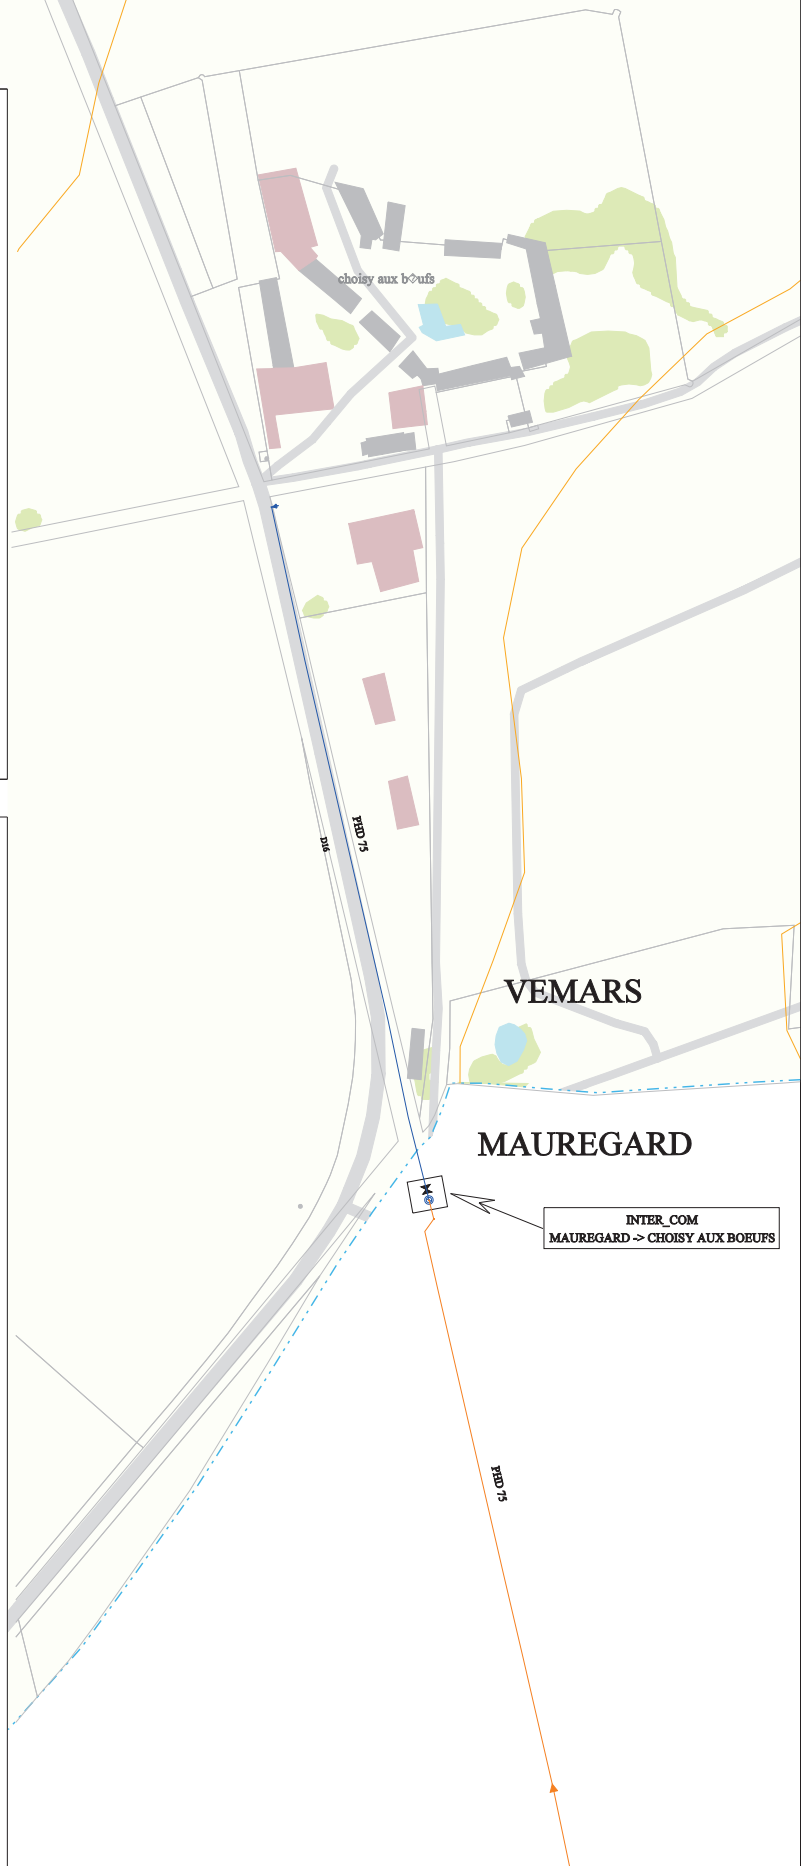 choisy aux b�ufs
PHD 75
D16
VEMARS
MAUREGARD
INTER_COM
MAUREGARD -> CHOISY AUX BOEUFS
PHD 75